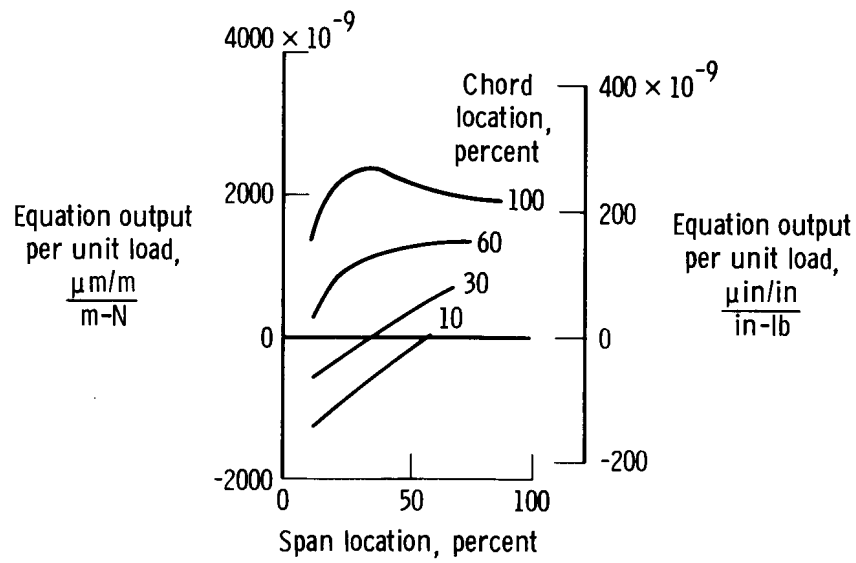 4000 × 10⁻⁹
2000
0
-2000
Equation output
per unit load,
μm/m
m-N
Chord
location,
percent
100
60
30
10
400 × 10⁻⁹
200
0
-200
Equation output
per unit load,
μin/in
in-lb
0
50
100
Span location, percent